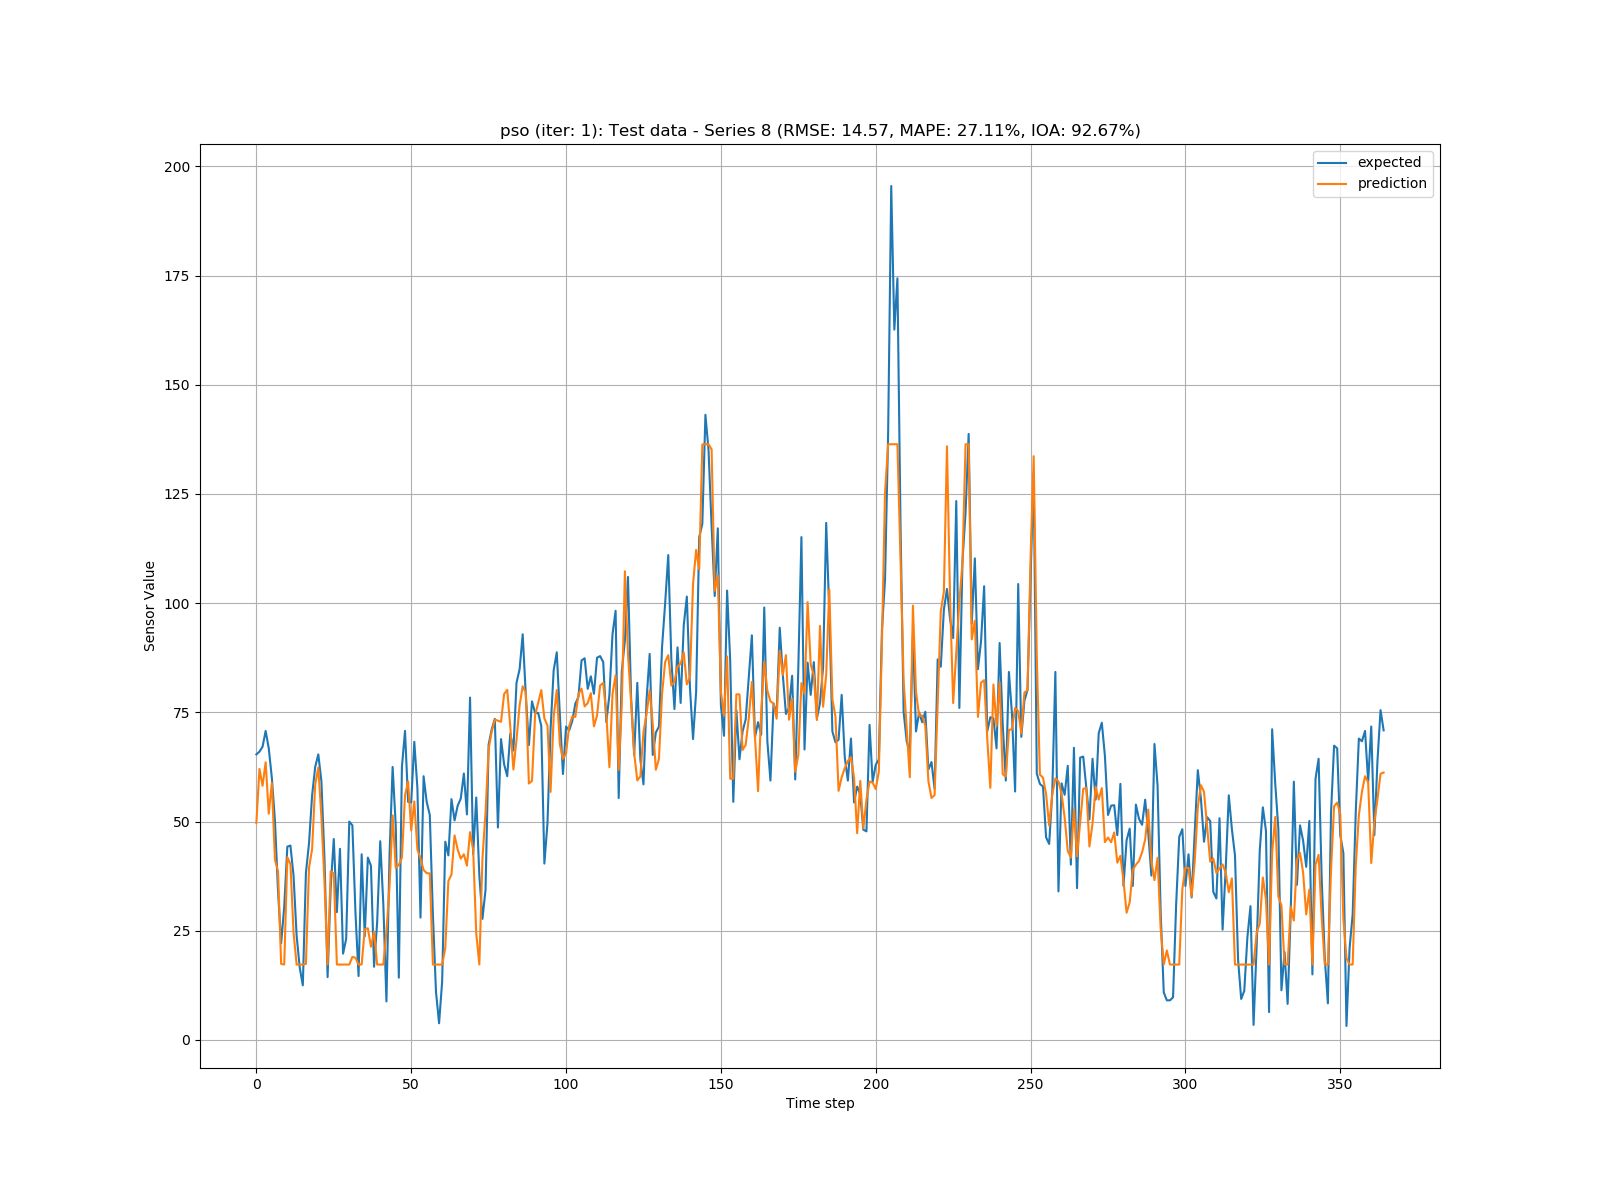 pso (iter: 1): Test data - Series 8 (RMSE: 14.57, MAPE: 27.11%, IOA: 92.67%)
expected
prediction
200
175
150
125
100
75
50
25
0
Sensor Value
0 50 100 150 200 250 300 350
Time step